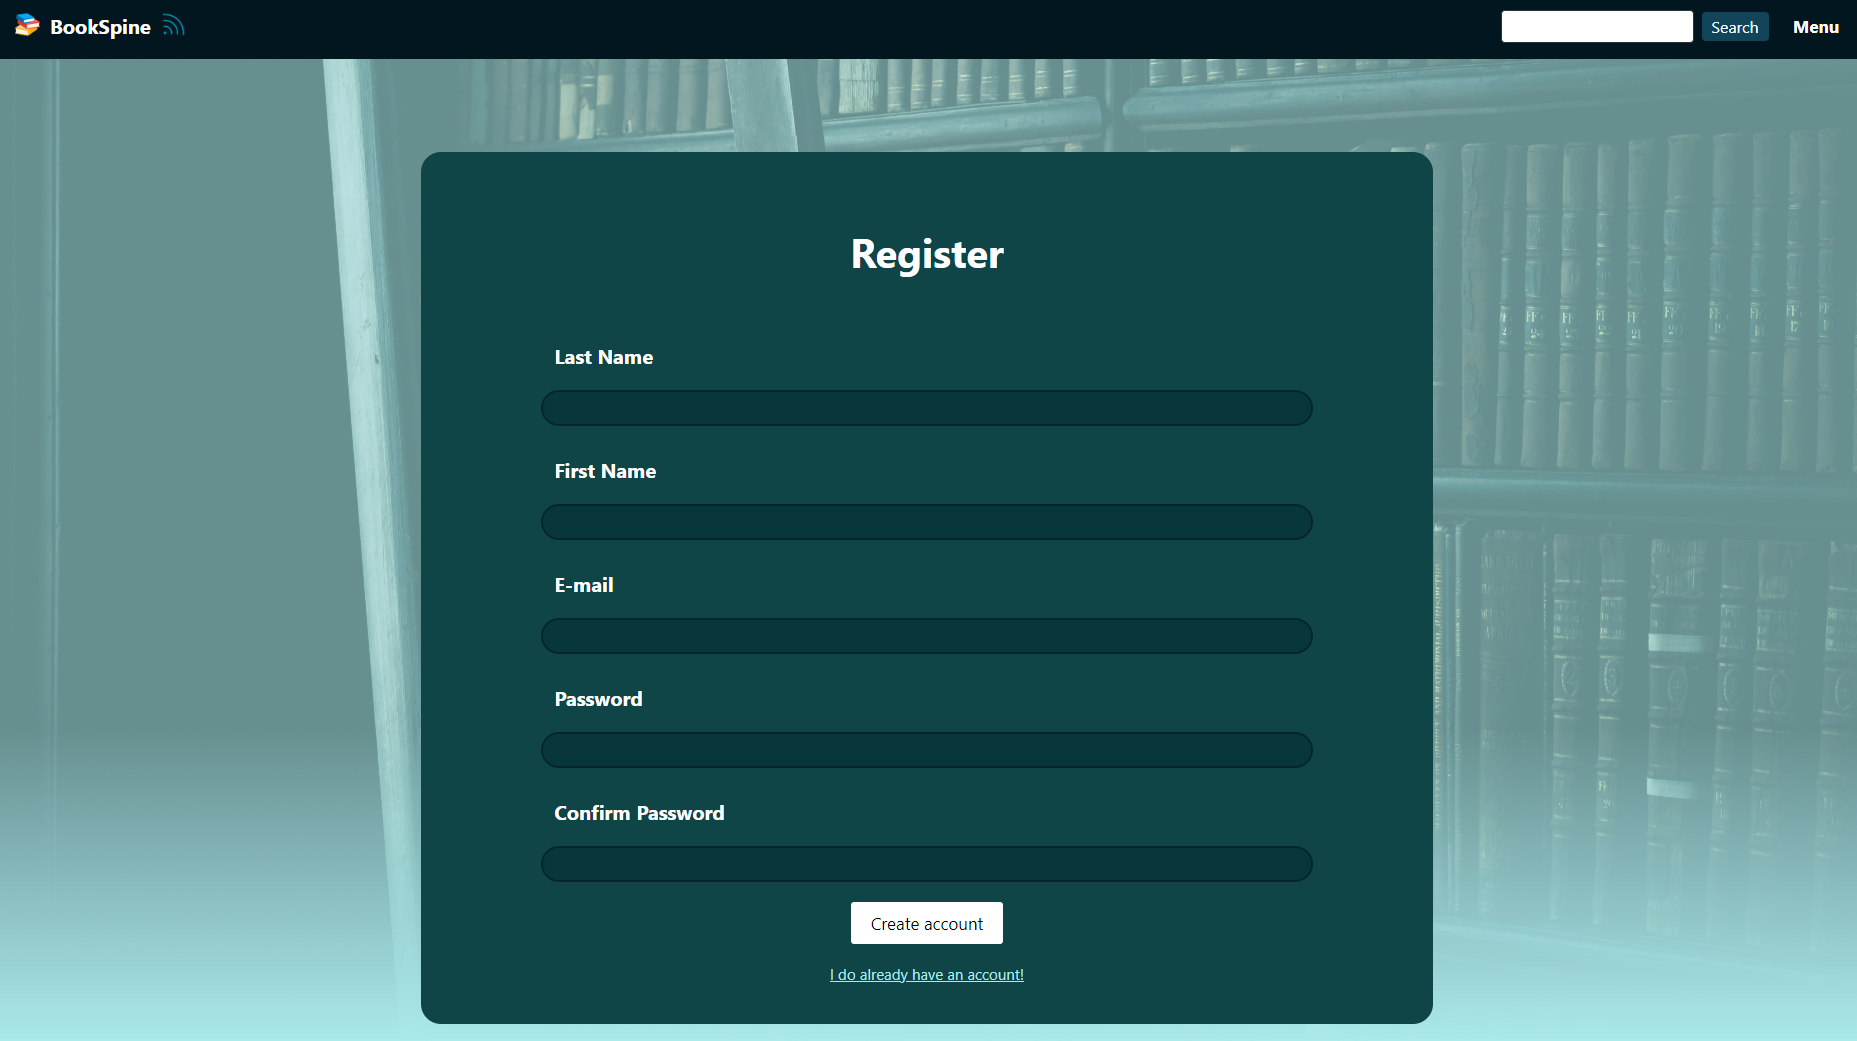 BookSpine
Search
Menu
Register
Last Name
First Name
E-mail
Password
Confirm Password
Create account
I do already have an account!